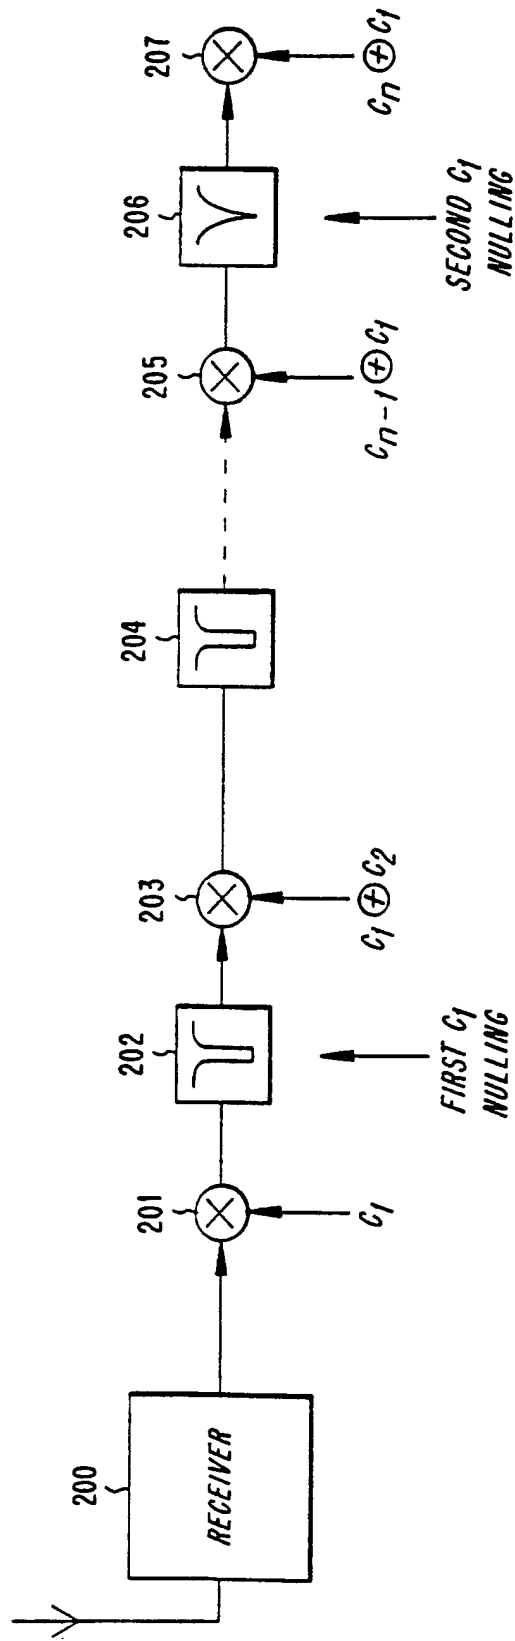 200
RECEIVER
201
C1
202
FIRST C1
NULLING
203
C1 ⊕ C2
204
205
Cn-1 ⊕ C1
206
SECOND C1
NULLING
207
Cn ⊕ C1